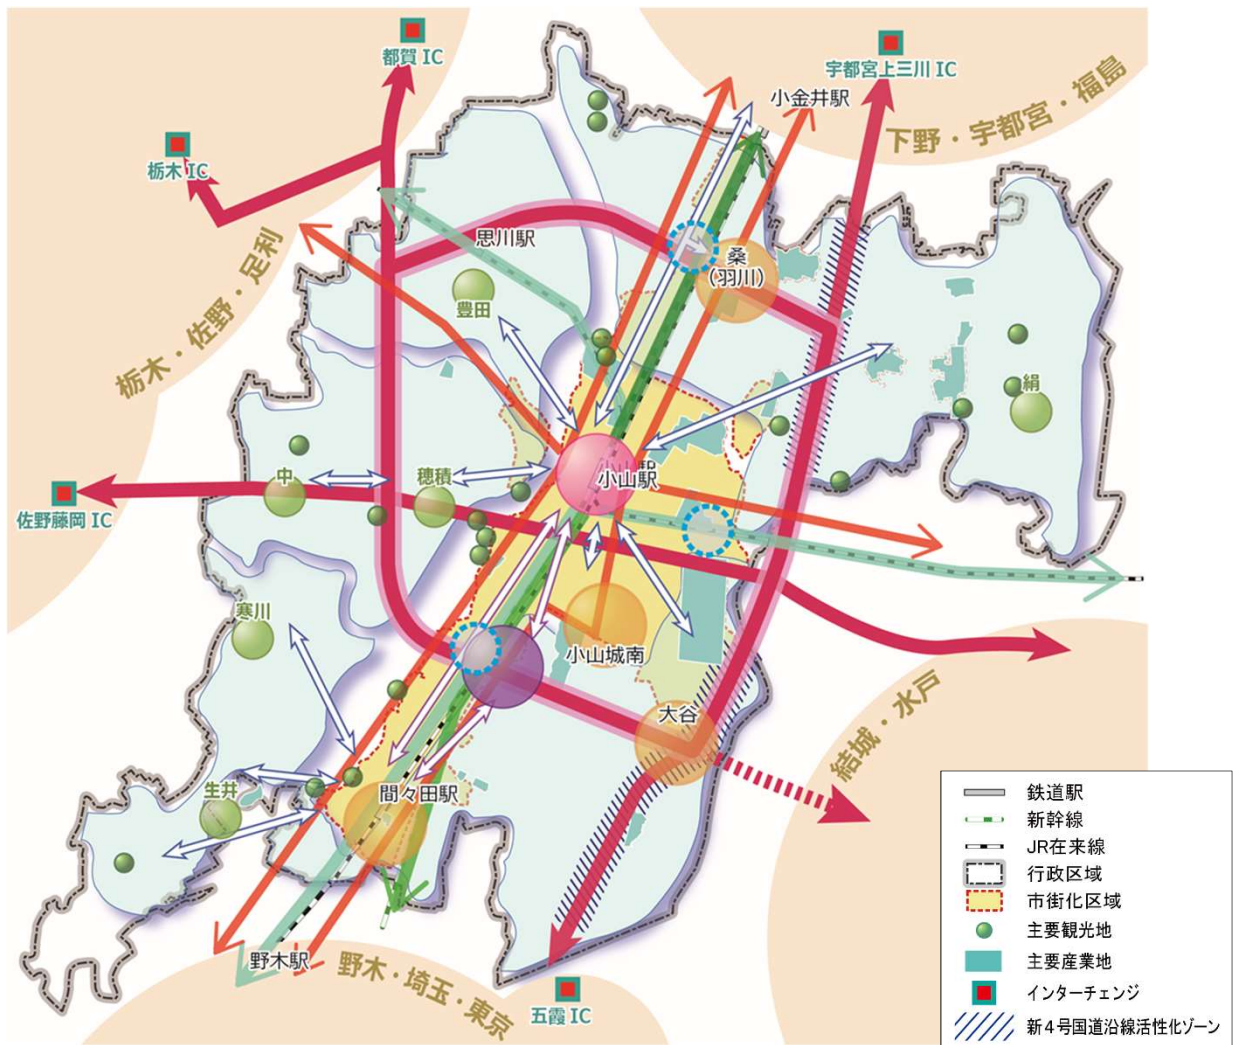 都賀 IC
宇都宮上三川 IC
小金井駅
下野・宇都宮・福島
栃木 IC
思川駅
桑
(羽川)
栃木・佐野・足利
豊田
絹
中
穂積
小山駅
佐野藤岡 IC
寒川
小山城南
大谷
結城・水戸
生井
間々田駅
野木駅
野木・埼玉・東京
五霞 IC
鉄道駅
新幹線
JR在来線
行政区域
市街化区域
主要観光地
主要産業地
インターチェンジ
新4号国道沿線活性化ゾーン